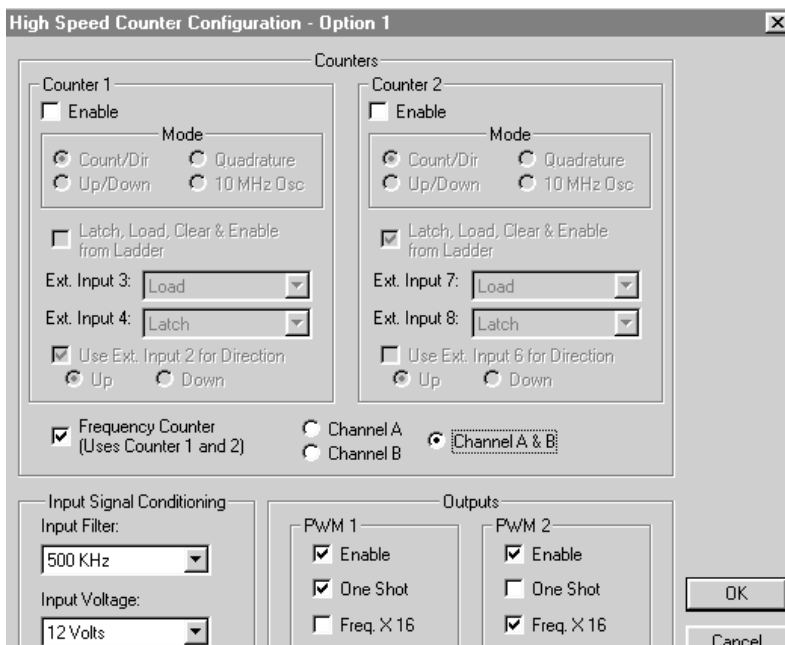 High Speed Counter Configuration - Option 1
Counters
Counter 1
Enable
Mode
Count/Dir
Quadrature
Up/Down
10 MHz Osc
Latch, Load, Clear & Enable
from Ladder
Ext. Input 3:
Load
Ext. Input 4:
Latch
Use Ext. Input 2 for Direction
Up
Down
Counter 2
Enable
Mode
Count/Dir
Quadrature
Up/Down
10 MHz Osc
Latch, Load, Clear & Enable
from Ladder
Ext. Input 7:
Load
Ext. Input 8:
Latch
Use Ext. Input 6 for Direction
Up
Down
Frequency Counter
(Uses Counter 1 and 2)
Channel A
Channel B
Channel A & B
Input Signal Conditioning
Input Filter:
500 KHz
Input Voltage:
12 Volts
Outputs
PWM 1
Enable
One Shot
Freq. X 16
PWM 2
Enable
One Shot
Freq. X 16
OK
Cancel